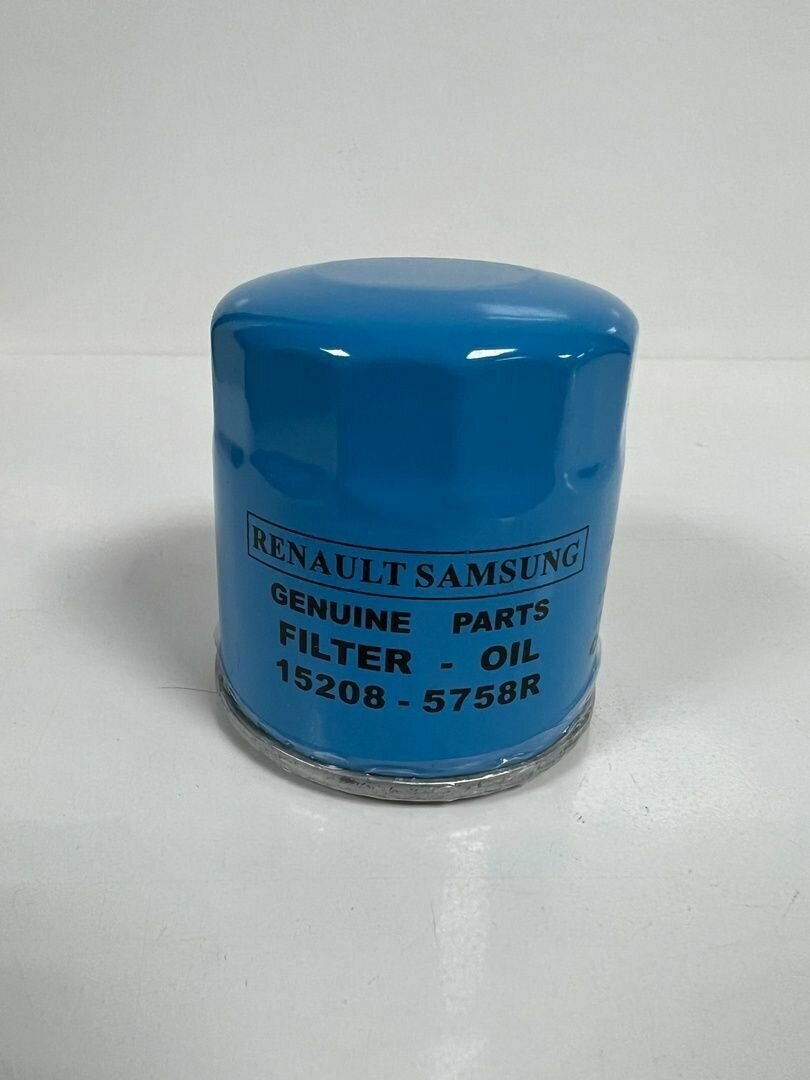 RENAULT SAMSUNG
GENUINE PARTS
FILTER - OIL
15208 - 5758R